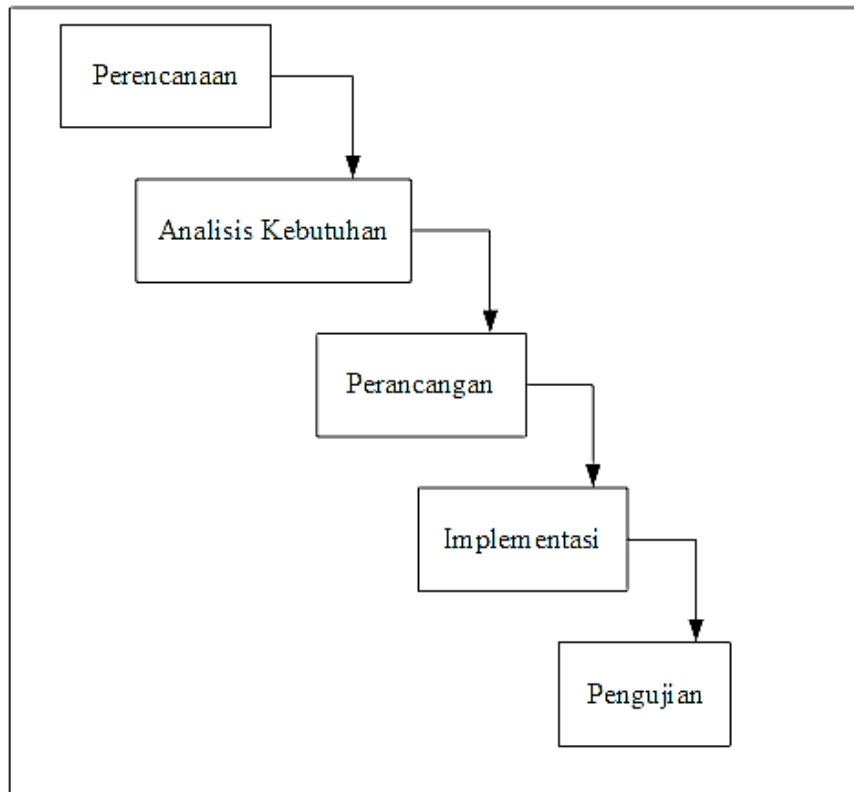 Perencanaan
Analisis Kebutuhan
Perancangan
Implementasi
Pengujian